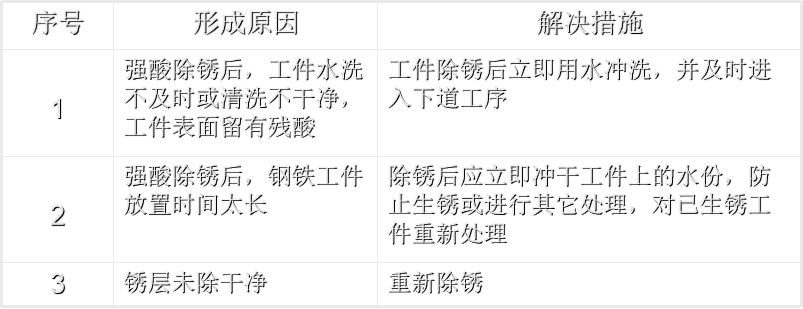 序号 形成原因 解决措施
1 强酸除锈后，工件水洗 工件除锈后立即用水冲洗，并及时进
不及时或清洗不干净， 入下道工序
工件表面留有残酸
2 强酸除锈后，钢铁工件 除锈后应立即冲干工件上的水份，防
放置时间太长 止生锈或进行其它处理，对已生锈工
件重新处理
3 锈层未除干净 重新除锈